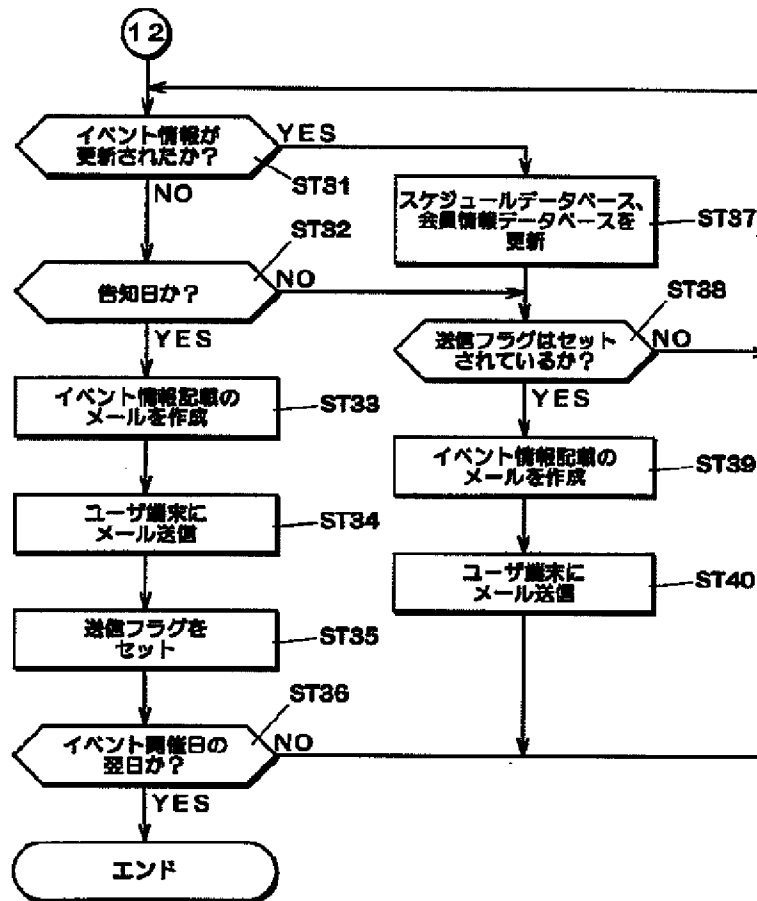 12
イベント情報が
更新されたか？
YES
ST31
NO
スケジュールデータベース、
会員情報データベースを
更新
ST37
ST32
告知日か？
NO
ST38
YES
送信フラグはセット
されているか？
NO
YES
イベント情報記載の
メールを作成
ST33
イベント情報記載の
メールを作成
ST39
ユーザ端末に
メール送信
ST34
ユーザ端末に
メール送信
ST40
送信フラグを
セット
ST35
ST36
イベント開催日の
翌日か？
NO
YES
エンド